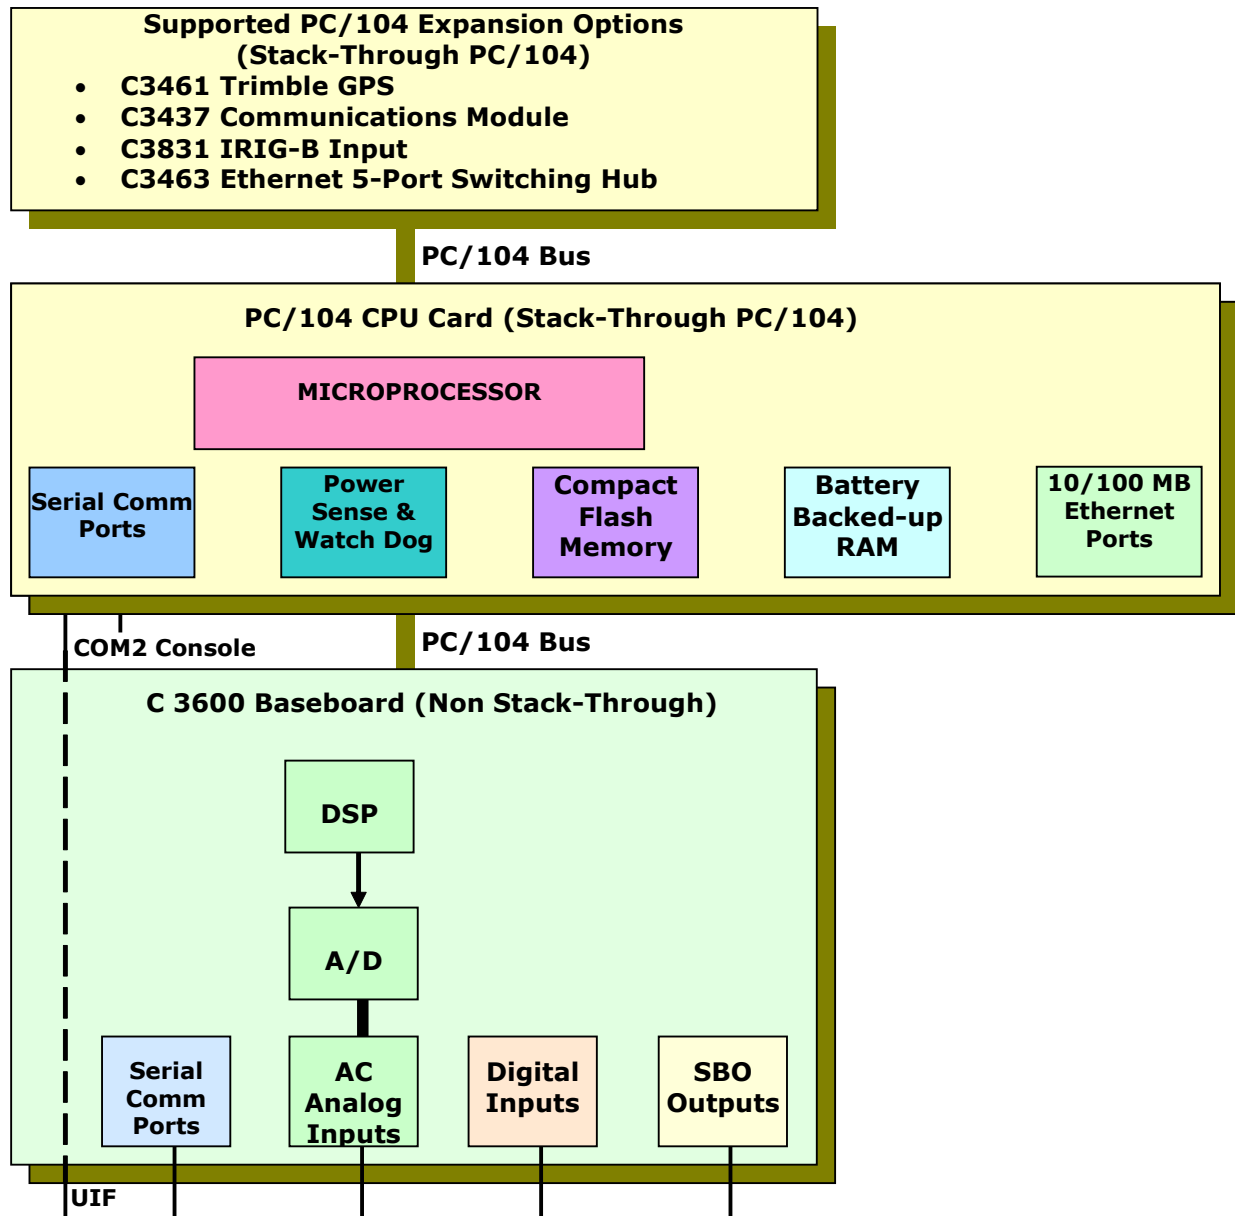 Supported PC/104 Expansion Options
(Stack-Through PC/104)
• C3461 Trimble GPS
• C3437 Communications Module
• C3831 IRIG-B Input
• C3463 Ethernet 5-Port Switching Hub
PC/104 Bus
PC/104 CPU Card (Stack-Through PC/104)
MICROPROCESSOR
Serial Comm
Ports
Power
Sense &
Watch Dog
Compact
Flash
Memory
Battery
Backed-up
RAM
10/100 MB
Ethernet
Ports
COM2 Console
PC/104 Bus
C 3600 Baseboard (Non Stack-Through)
DSP
A/D
Serial
Comm
Ports
AC
Analog
Inputs
Digital
Inputs
SBO
Outputs
UIF